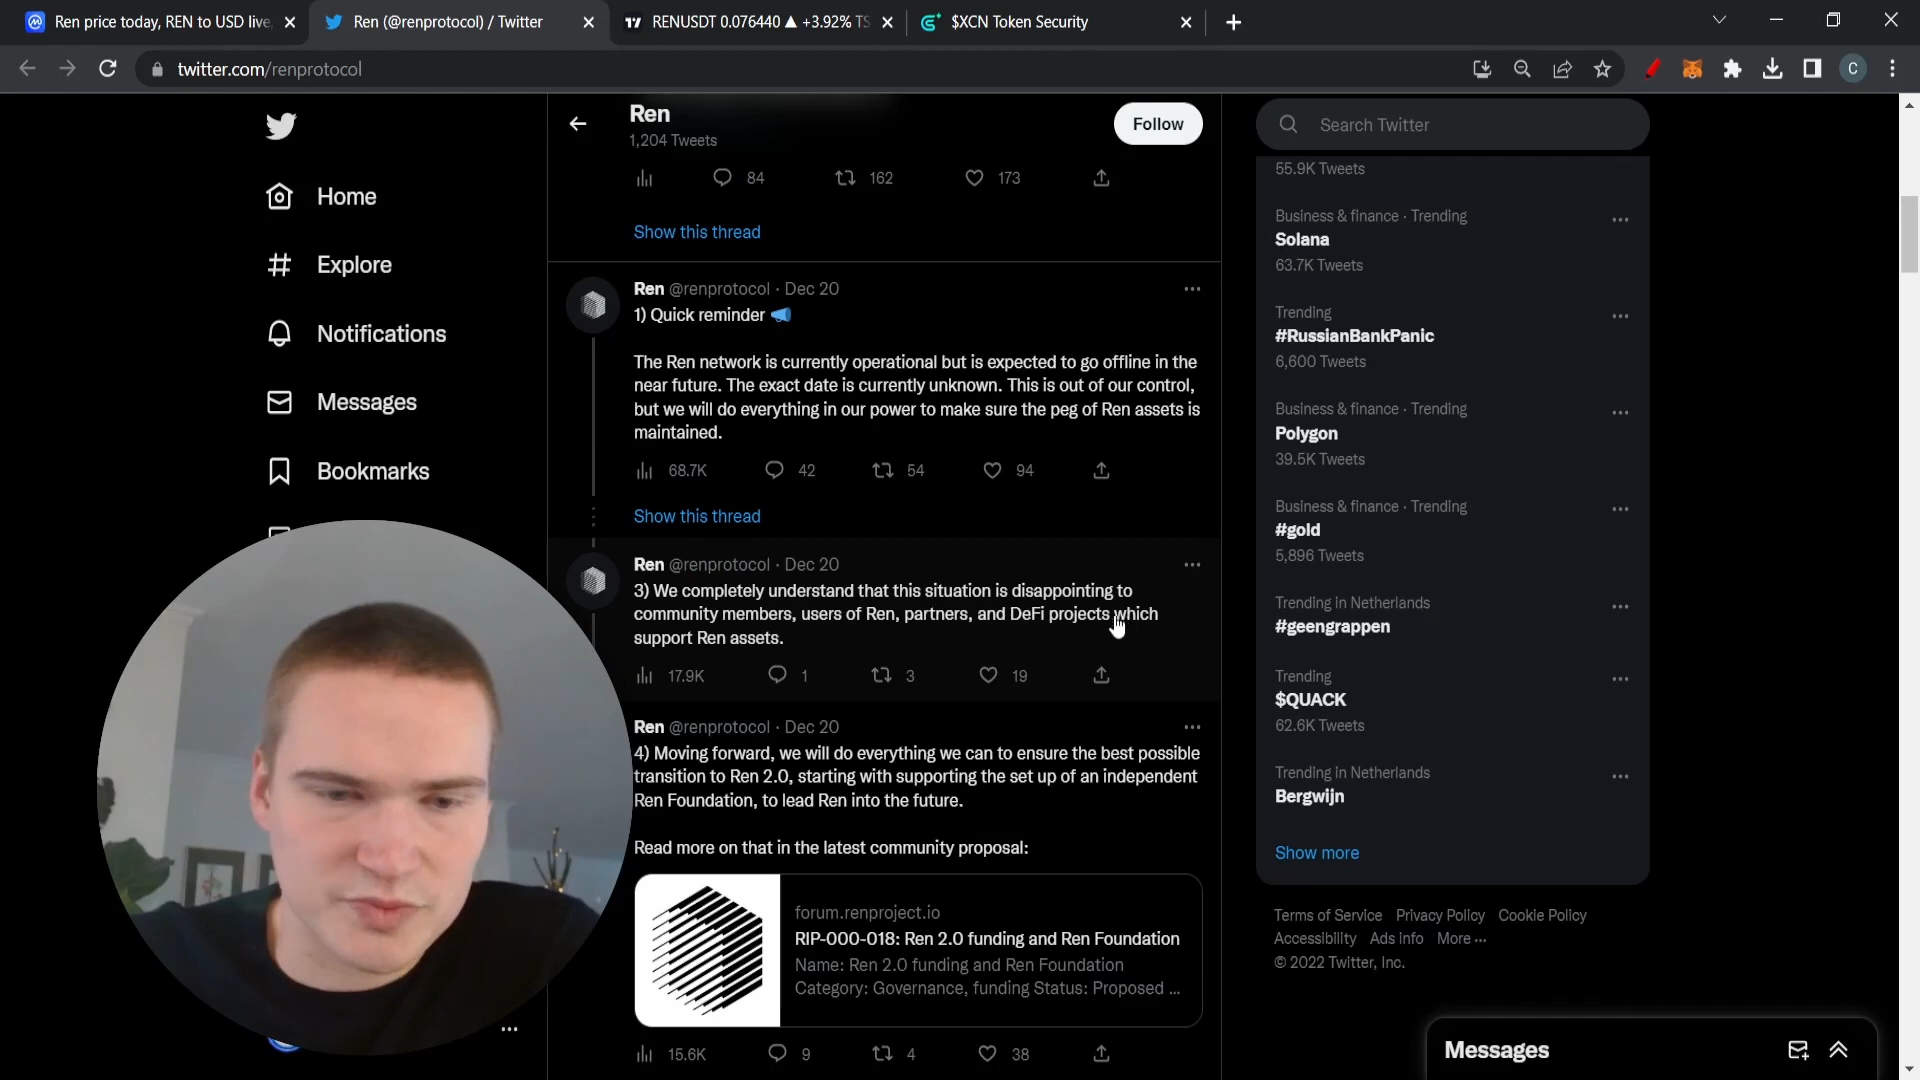 Ren price today, REN to USD live,
Ren (@renprotocol) / Twitter
RENUSDT 0.076440 ▲ +3.92% TS
$XCN Token Security
twitter.com/renprotocol
C
Home
Explore
Notifications
Messages
Bookmarks
Ren
1,204 Tweets
Follow
84 162 173
Show this thread
Ren @renprotocol · Dec 20
1) Quick reminder
The Ren network is currently operational but is expected to go offline in the
near future. The exact date is currently unknown. This is out of our control,
but we will do everything in our power to make sure the peg of Ren assets is
maintained.
68.7K 42 54 94
Show this thread
Ren @renprotocol · Dec 20
3) We completely understand that this situation is disappointing to
community members, users of Ren, partners, and DeFi projects which
support Ren assets.
17.9K 1 3 19
Ren @renprotocol · Dec 20
4) Moving forward, we will do everything we can to ensure the best possible
transition to Ren 2.0, starting with supporting the set up of an independent
Ren Foundation, to lead Ren into the future.
Read more on that in the latest community proposal:
forum.renproject.io
RIP-000-018: Ren 2.0 funding and Ren Foundation
Name: Ren 2.0 funding and Ren Foundation
Category: Governance, funding Status: Proposed ...
15.6K 9 4 38
Search Twitter
55.9K Tweets
Business & finance · Trending
Solana
63.7K Tweets
Trending
#RussianBankPanic
6,600 Tweets
Business & finance · Trending
Polygon
39.5K Tweets
Business & finance · Trending
#gold
5,896 Tweets
Trending in Netherlands
#geengrappen
Trending
$QUACK
62.6K Tweets
Trending in Netherlands
Bergwijn
Show more
Terms of Service Privacy Policy Cookie Policy
Accessibility Ads info More ···
© 2022 Twitter, Inc.
Messages